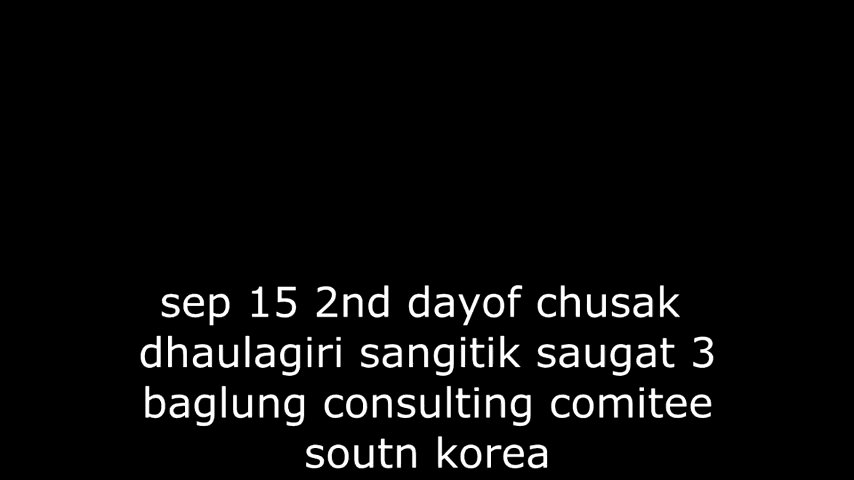 sep 15 2nd dayof chusak
dhaulagiri sangitik saugat 3
baglung consulting comitee
soutn korea